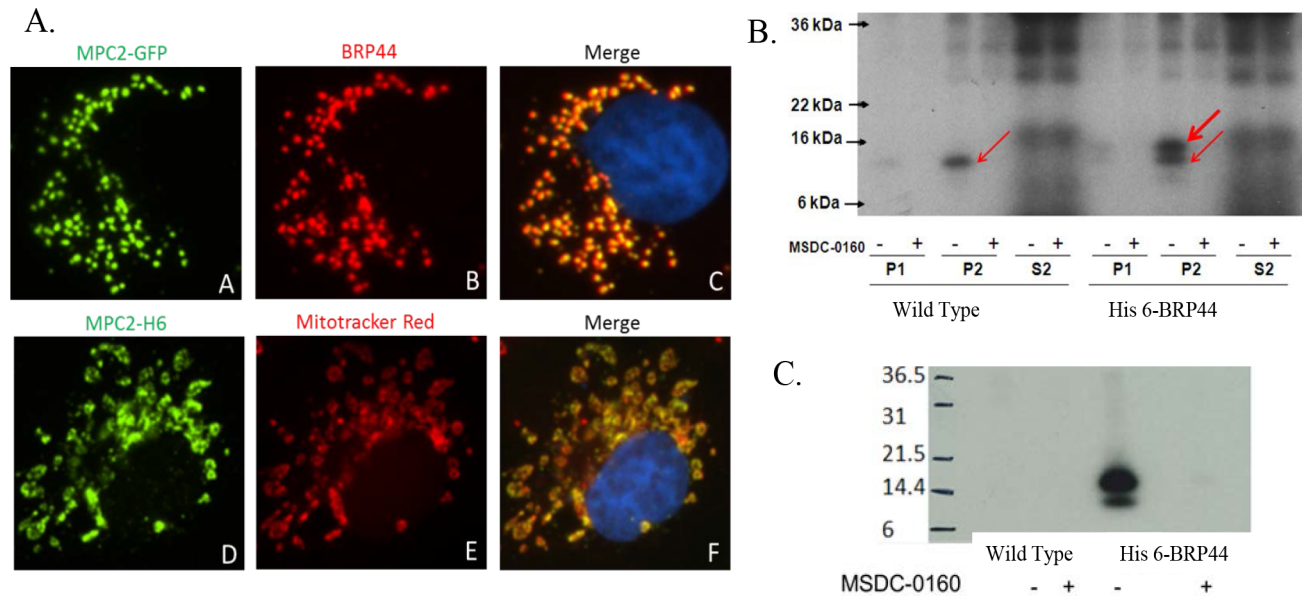 A.
MPC2-GFP
BRP44
Merge
A
B
C
MPC2-H6
Mitotracker Red
Merge
D
E
F
B.
36 kDa
22 kDa
16 kDa
6 kDa
MSDC-0160 - + - + - + - + - + - +
P1 P2 S2 P1 P2 S2
Wild Type His 6-BRP44
C.
36.5
31
21.5
14.4
6
Wild Type His 6-BRP44
MSDC-0160 - + - +